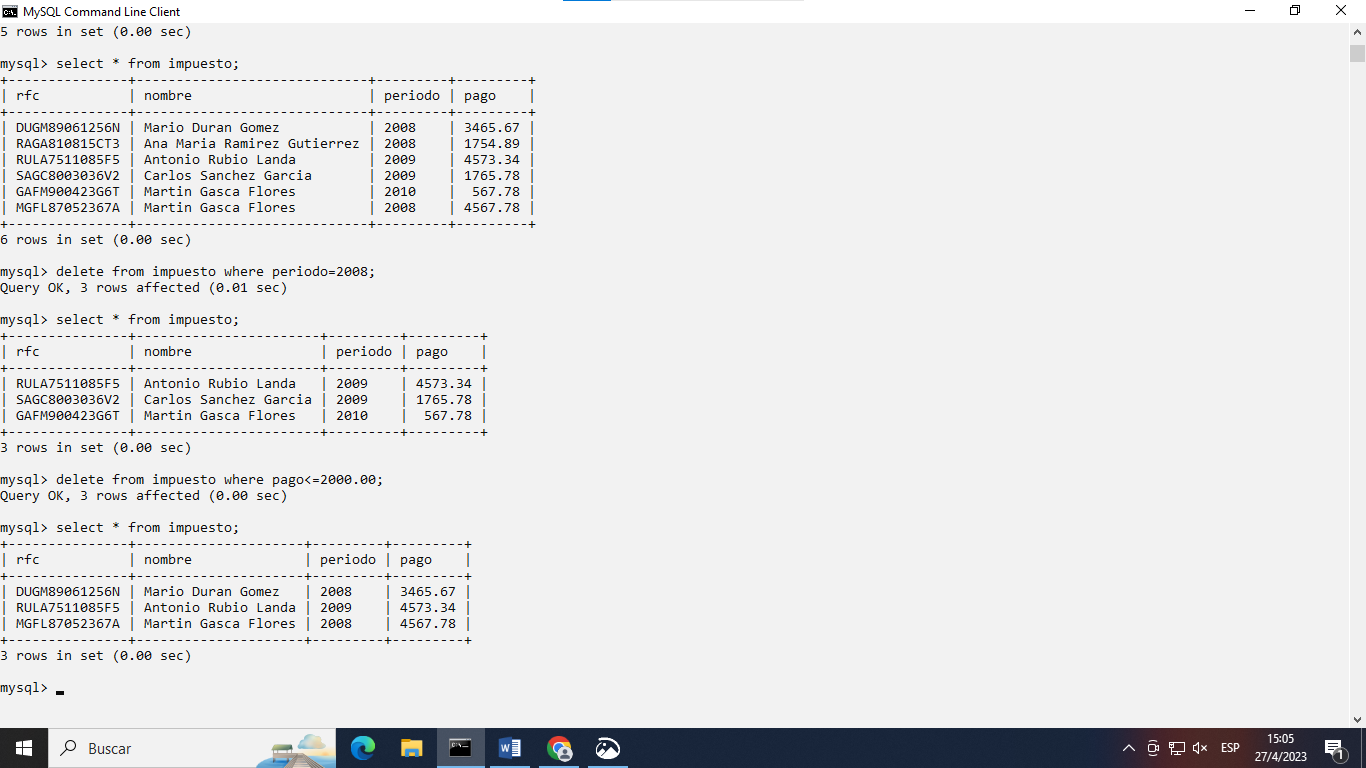 MySQL Command Line Client
5 rows in set (0.00 sec)
mysql> select * from impuesto;
+---------------+-----------------------------+---------+---------+
| rfc           | nombre                      | periodo | pago    |
+---------------+-----------------------------+---------+---------+
| DUGM89061256N | Mario Duran Gomez           | 2008    | 3465.67 |
| RAGA810815CT3 | Ana Maria Ramirez Gutierrez | 2008    | 1754.89 |
| RULA7511085F5 | Antonio Rubio Landa         | 2009    | 4573.34 |
| SAGC8003036V2 | Carlos Sanchez Garcia       | 2009    | 1765.78 |
| GAFM900423G6T | Martin Gasca Flores         | 2010    |  567.78 |
| MGFL87052367A | Martin Gasca Flores         | 2008    | 4567.78 |
+---------------+-----------------------------+---------+---------+
6 rows in set (0.00 sec)
mysql> delete from impuesto where periodo=2008;
Query OK, 3 rows affected (0.01 sec)
mysql> select * from impuesto;
+---------------+-----------------------+---------+---------+
| rfc           | nombre                | periodo | pago    |
+---------------+-----------------------+---------+---------+
| RULA7511085F5 | Antonio Rubio Landa   | 2009    | 4573.34 |
| SAGC8003036V2 | Carlos Sanchez Garcia | 2009    | 1765.78 |
| GAFM900423G6T | Martin Gasca Flores   | 2010    |  567.78 |
+---------------+-----------------------+---------+---------+
3 rows in set (0.00 sec)
mysql> delete from impuesto where pago<=2000.00;
Query OK, 3 rows affected (0.00 sec)
mysql> select * from impuesto;
+---------------+---------------------+---------+---------+
| rfc           | nombre              | periodo | pago    |
+---------------+---------------------+---------+---------+
| DUGM89061256N | Mario Duran Gomez   | 2008    | 3465.67 |
| RULA7511085F5 | Antonio Rubio Landa | 2009    | 4573.34 |
| MGFL87052367A | Martin Gasca Flores | 2008    | 4567.78 |
+---------------+---------------------+---------+---------+
3 rows in set (0.00 sec)
mysql>
Buscar
ESP
15:05
27/4/2023
1